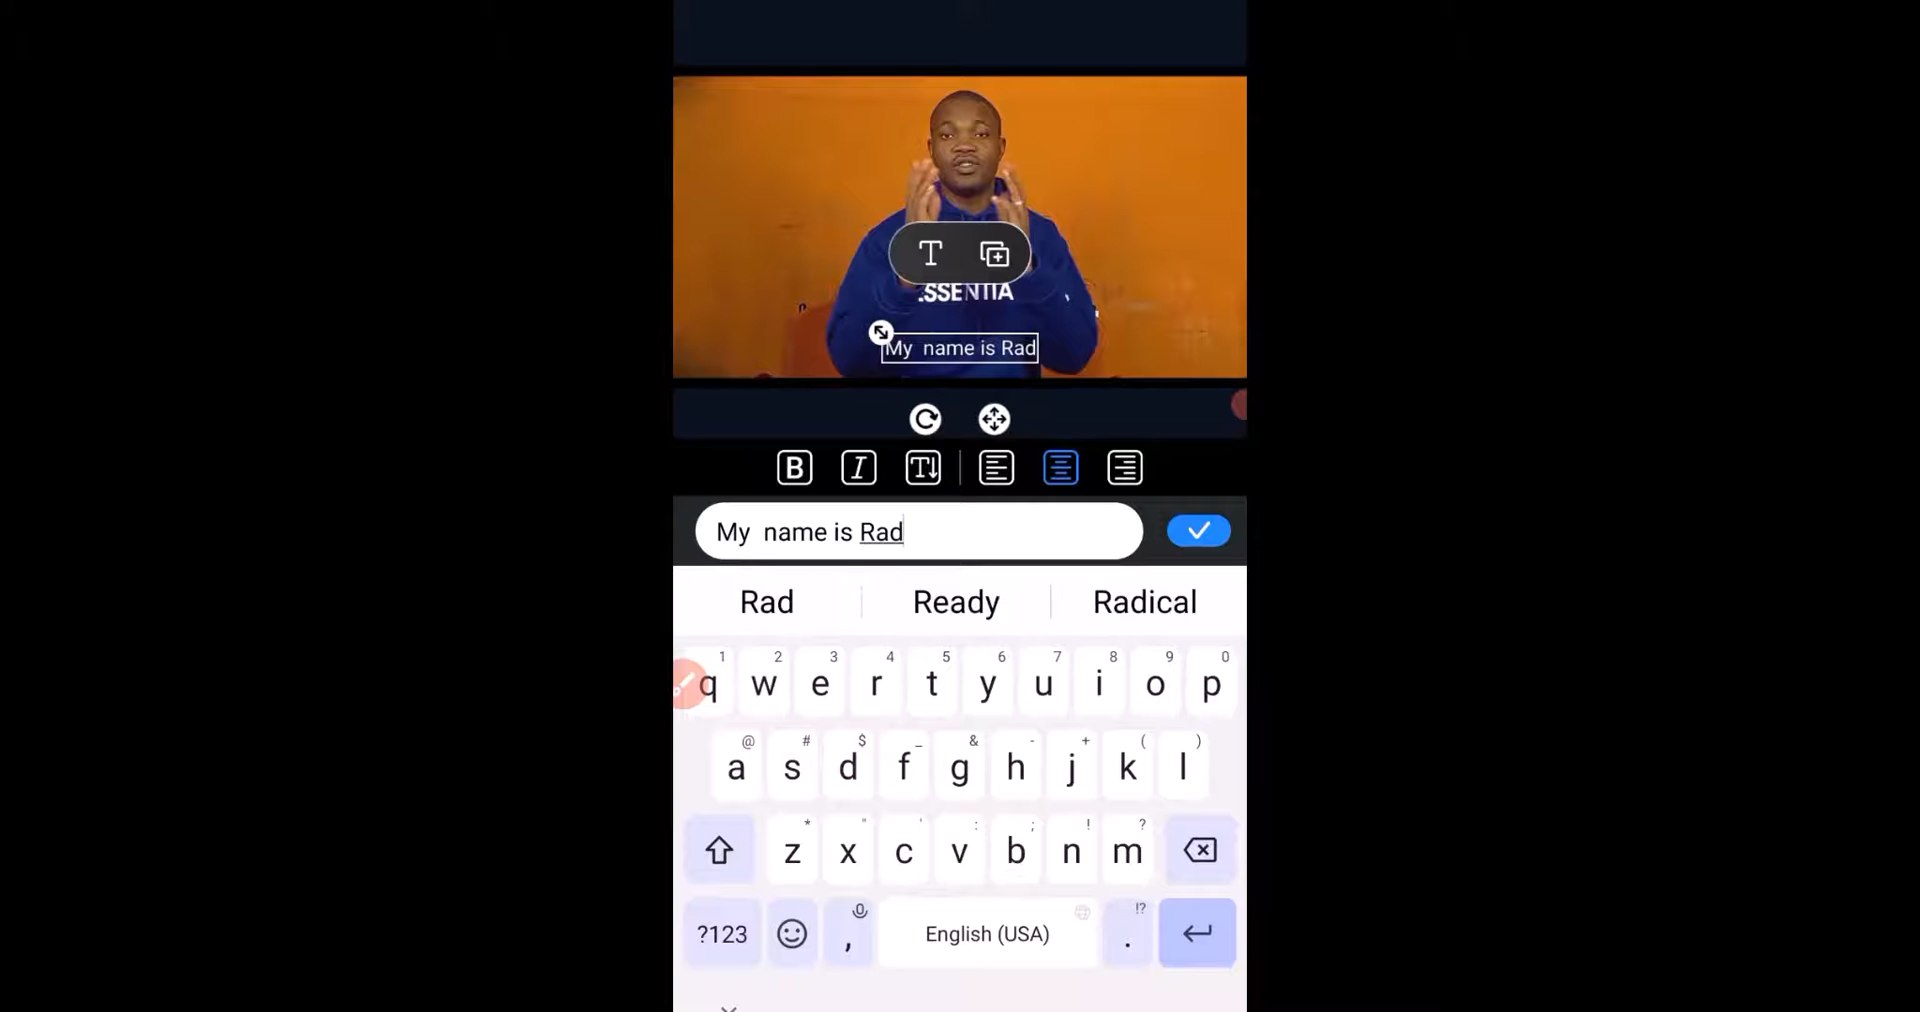 T
SSENTIA
My  name is Rad
B I T
My  name is Rad
Rad Ready Radical
1 2 3 4 5 6 7 8 9 0
q w e r t y u i o p
@ # $ _ & - + ( )
a s d f g h j k l
* " ' : ; ! ?
z x c v b n m
!?
?123 , English (USA) .